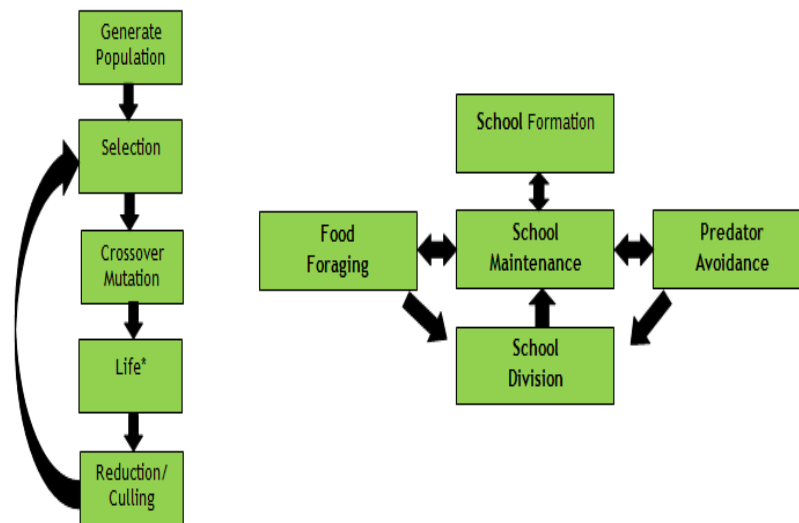 Generate
Population
Selection
Crossover
Mutation
Life*
Reduction/
Culling
School Formation
Food
Foraging
School
Maintenance
Predator
Avoidance
School
Division